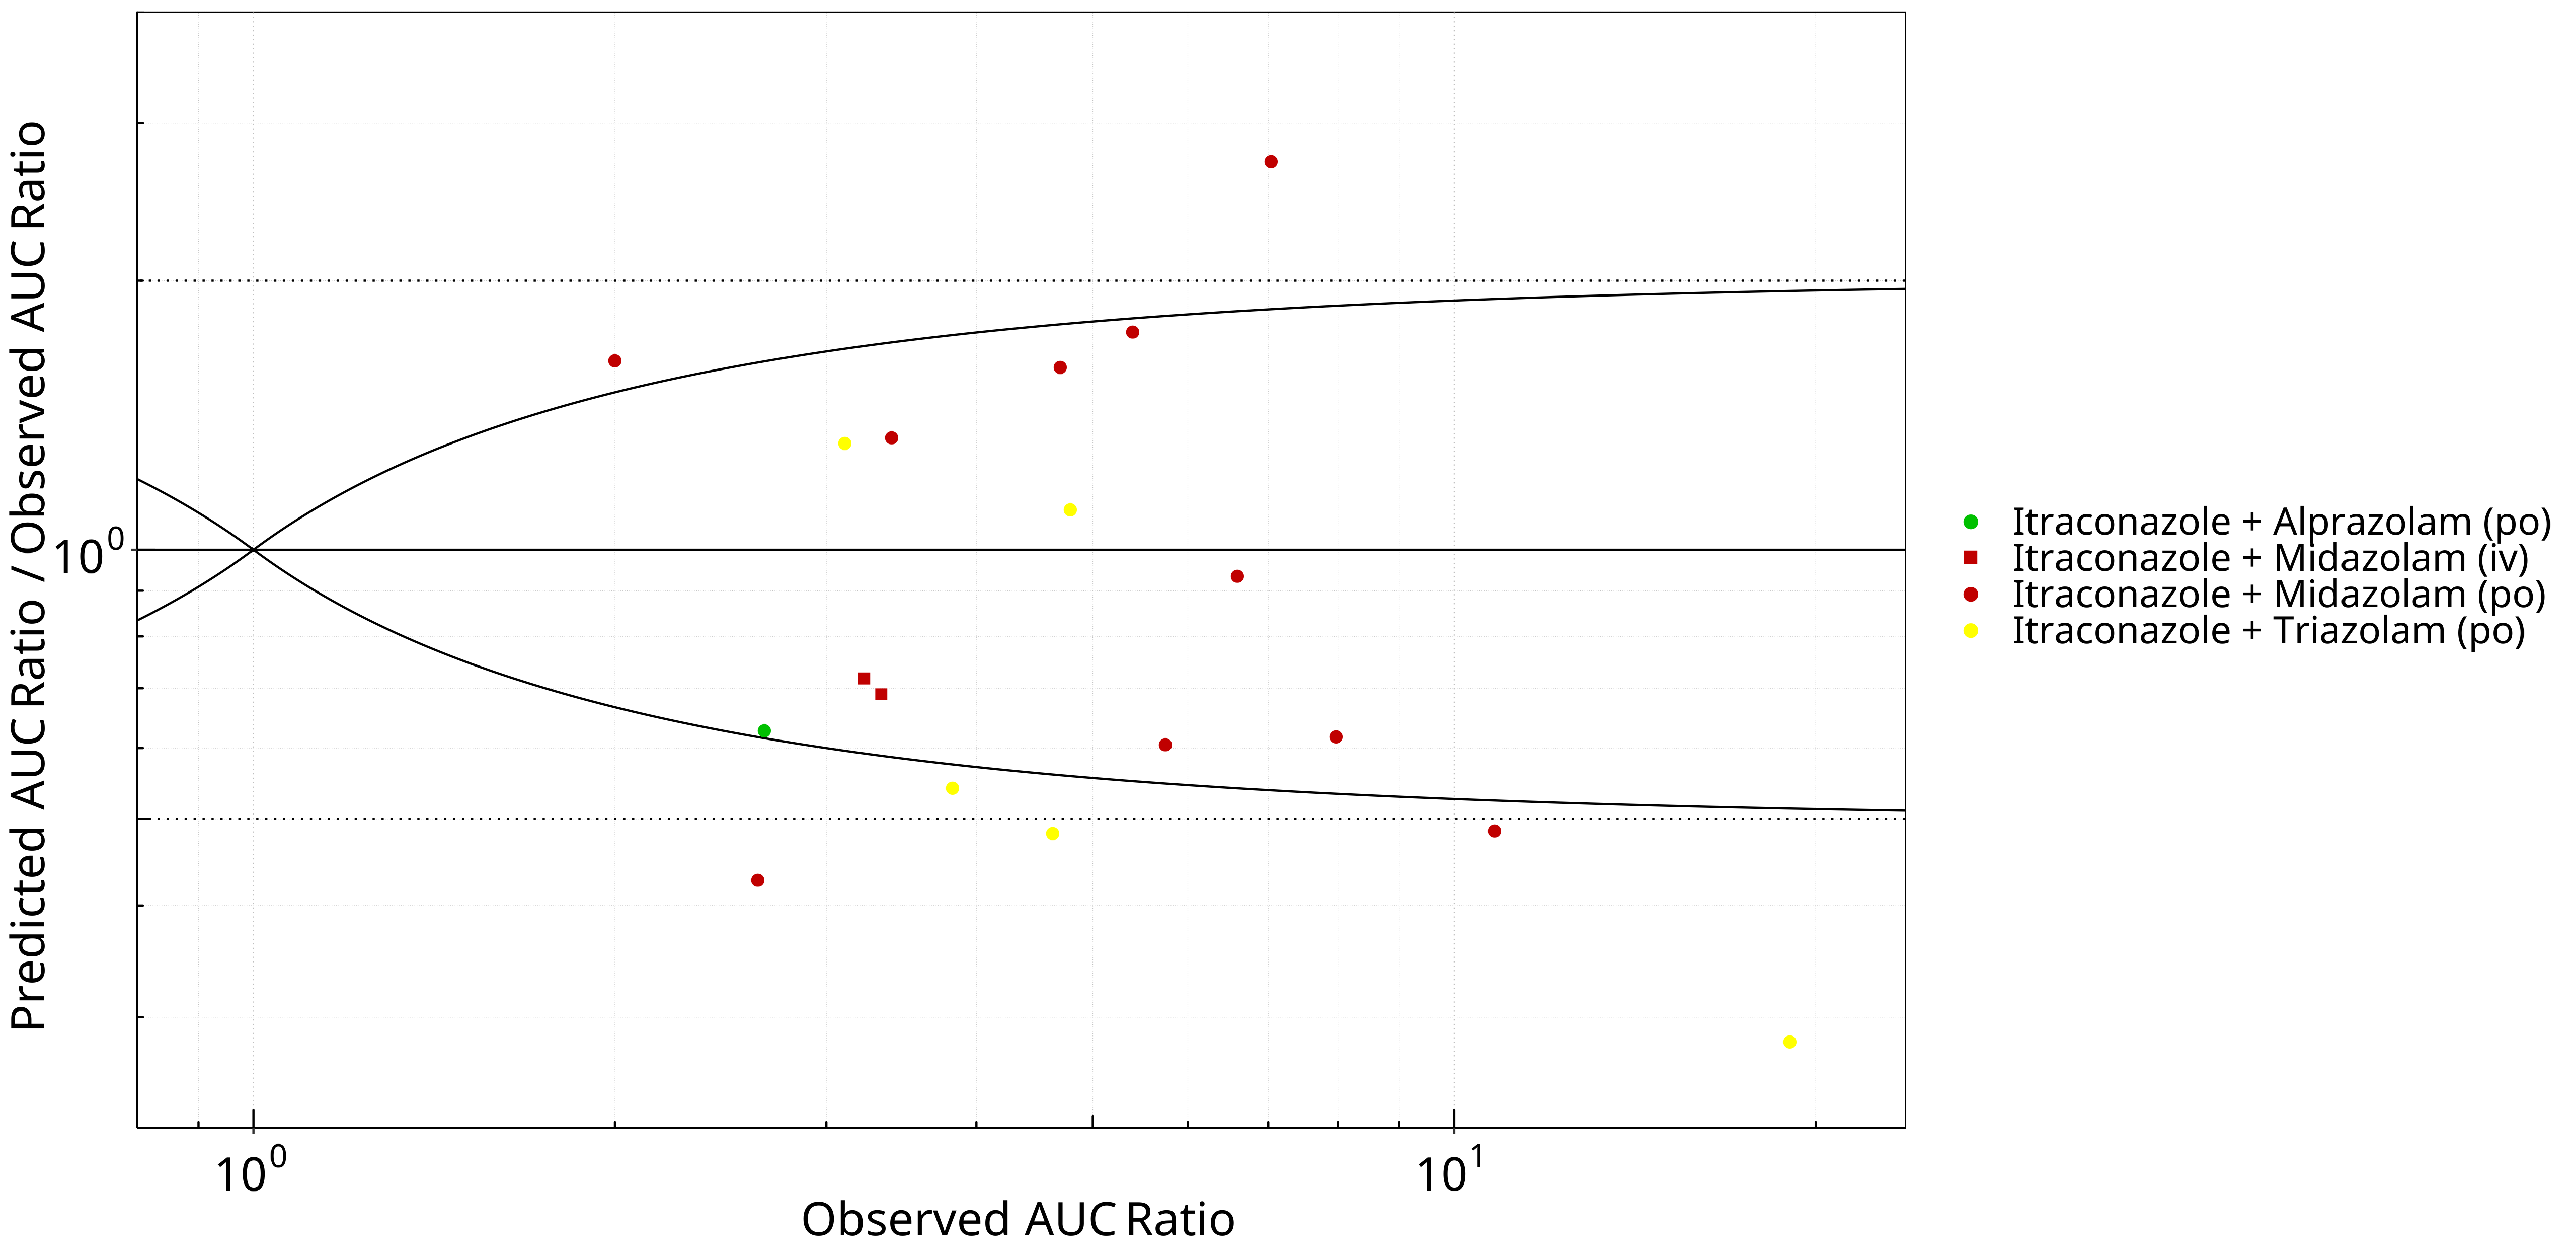 Predicted AUC Ratio / Observed AUC Ratio
10⁰
10⁰
10¹
Observed AUC Ratio
Itraconazole + Alprazolam (po)
Itraconazole + Midazolam (iv)
Itraconazole + Midazolam (po)
Itraconazole + Triazolam (po)